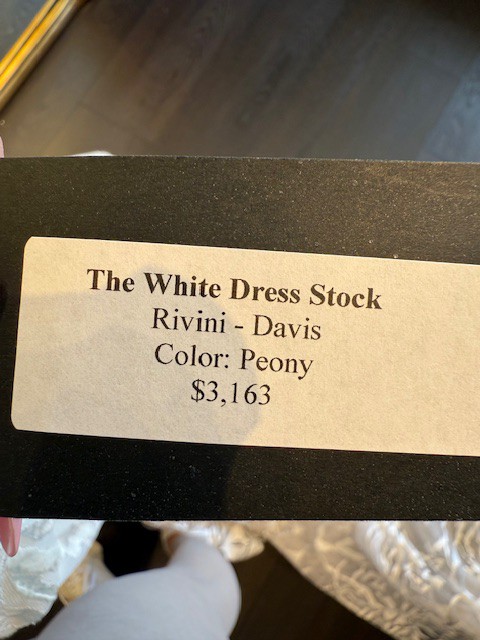 The White Dress Stock
Rivini - Davis
Color: Peony
$3,163